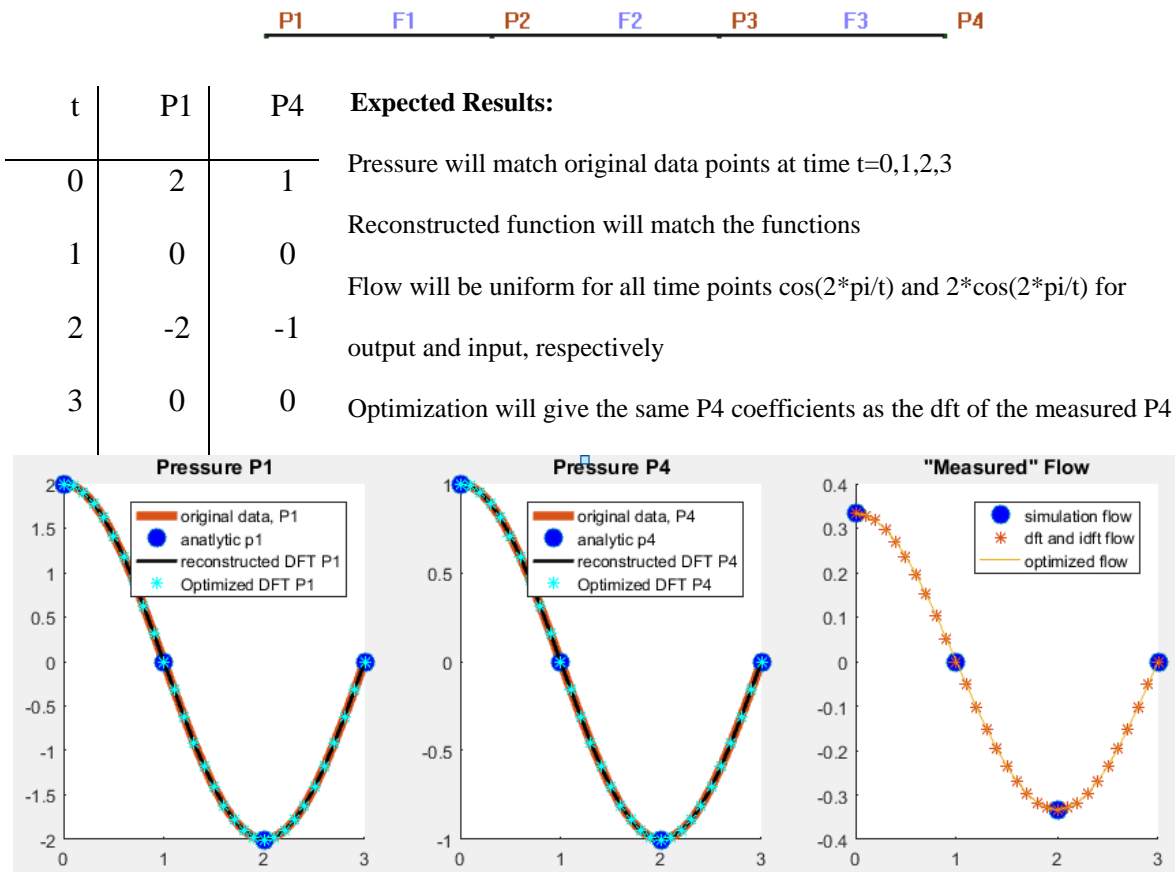 P1 F1 P2 F2 P3 F3 P4
t P1 P4
0 2 1
1 0 0
2 -2 -1
3 0 0
Expected Results:
Pressure will match original data points at time t=0,1,2,3
Reconstructed function will match the functions
Flow will be uniform for all time points cos(2*pi/t) and 2*cos(2*pi/t) for
output and input, respectively
Optimization will give the same P4 coefficients as the dft of the measured P4
Pressure P1
2
1.5
1
0.5
0
-0.5
-1
-1.5
-2
0 1 2 3
original data, P1
anatlytic p1
reconstructed DFT P1
Optimized DFT P1
Pressure P4
1
0.5
0
-0.5
-1
0 1 2 3
original data, P4
analytic p4
reconstructed DFT P4
Optimized DFT P4
"Measured" Flow
0.4
0.3
0.2
0.1
0
-0.1
-0.2
-0.3
-0.4
0 1 2 3
simulation flow
dft and idft flow
optimized flow